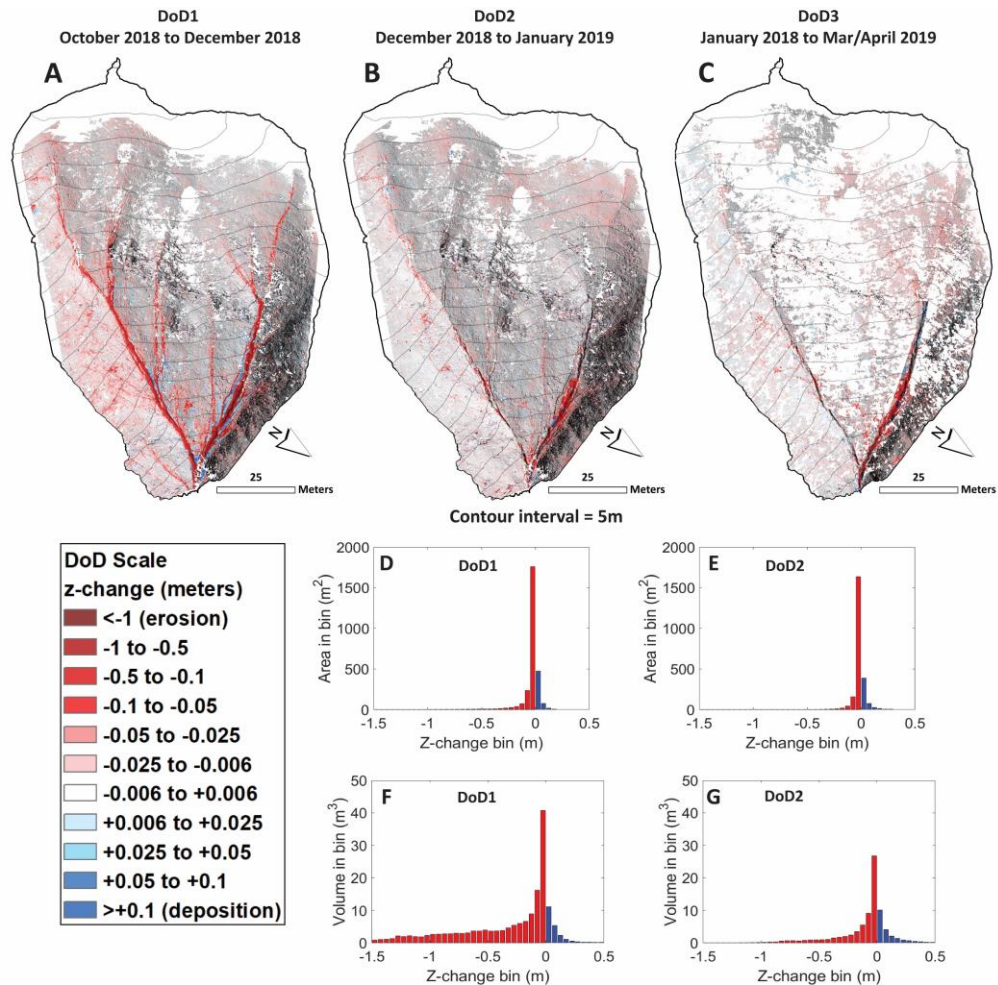 DoD1
October 2018 to December 2018
DoD2
December 2018 to January 2019
DoD3
January 2018 to Mar/April 2019
A
B
C
N
25
Meters
N
25
Meters
N
25
Meters
Contour interval = 5m
DoD Scale
z-change (meters)
<-1 (erosion)
-1 to -0.5
-0.5 to -0.1
-0.1 to -0.05
-0.05 to -0.025
-0.025 to -0.006
-0.006 to +0.006
+0.006 to +0.025
+0.025 to +0.05
+0.05 to +0.1
>+0.1 (deposition)
D
DoD1
Area in bin (m²)
2000
1500
1000
500
0
-1.5 -1 -0.5 0 0.5
Z-change bin (m)
E
DoD2
Area in bin (m²)
2000
1500
1000
500
0
-1.5 -1 -0.5 0 0.5
Z-change bin (m)
F
DoD1
Volume in bin (m³)
50
40
30
20
10
0
-1.5 -1 -0.5 0 0.5
Z-change bin (m)
G
DoD2
Volume in bin (m³)
50
40
30
20
10
0
-1.5 -1 -0.5 0 0.5
Z-change bin (m)